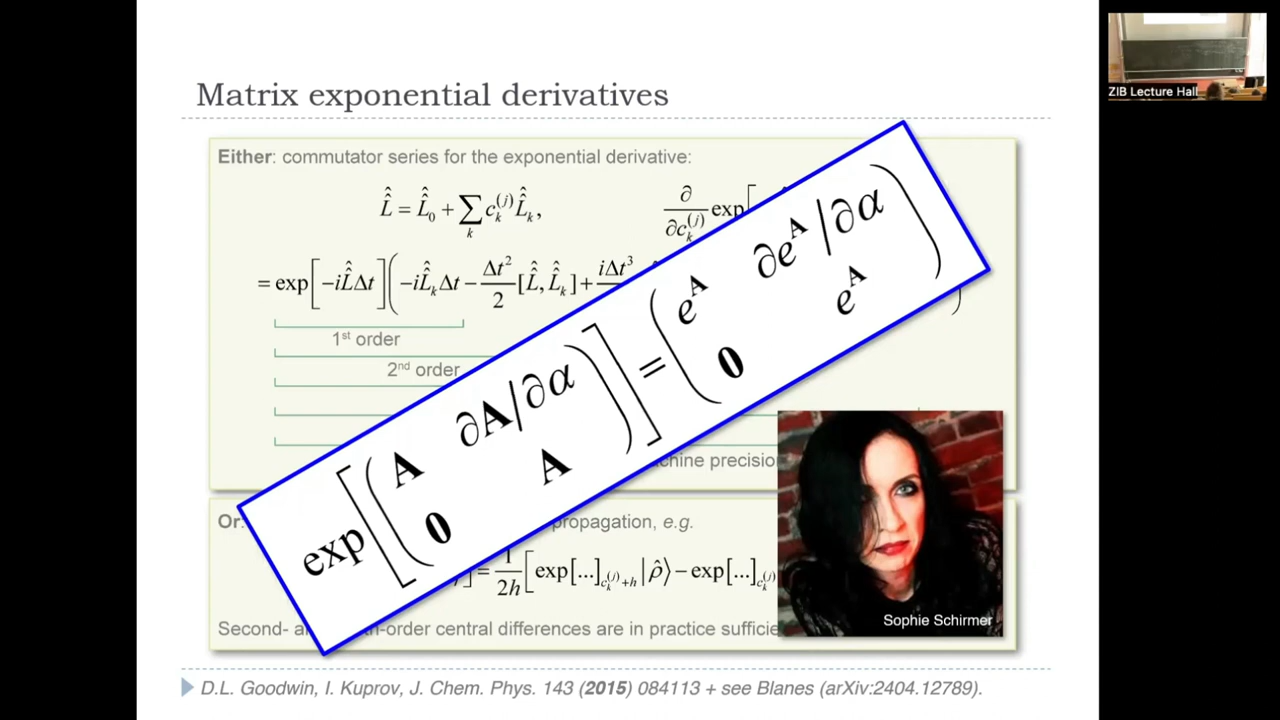 Matrix exponential derivatives
ZIB Lecture Hall
Either: commutator series for the exponential derivative:
L̂̂ = L̂̂₀ + ∑ₖ cₖ⁽ʲ⁾L̂̂ₖ, ∂/∂cₖ⁽ʲ⁾ exp[
= exp[−iL̂̂Δt](−iL̂̂ₖΔt − Δt²/2 [L̂̂, L̂̂ₖ] + iΔt³
1st order
2nd order
exp[(A ∂A/∂α
0 A)] = (eᴬ ∂eᴬ/∂α
0 eᴬ)
Or: propagation, e.g.
= 1/2h [exp[...]cₖ⁽ʲ⁾+h |ρ̂⟩ − exp[...]cₖ⁽ʲ⁾
Second- -order central differences are in practice
Sophie Schirmer
D.L. Goodwin, I. Kuprov, J. Chem. Phys. 143 (2015) 084113 + see Blanes (arXiv:2404.12789).